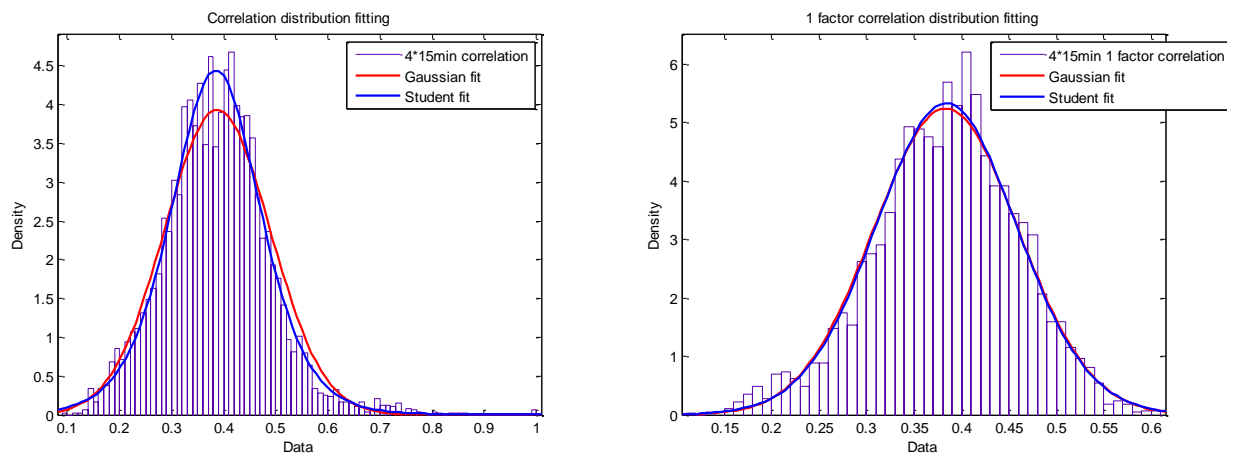 Correlation distribution fitting
4*15min correlation
Gaussian fit
Student fit
4.5
4
3.5
3
2.5
2
1.5
1
0.5
0
Density
0.1 0.2 0.3 0.4 0.5 0.6 0.7 0.8 0.9 1
Data
1 factor correlation distribution fitting
4*15min 1 factor correlation
Gaussian fit
Student fit
6
5
4
3
2
1
0
Density
0.15 0.2 0.25 0.3 0.35 0.4 0.45 0.5 0.55 0.6
Data